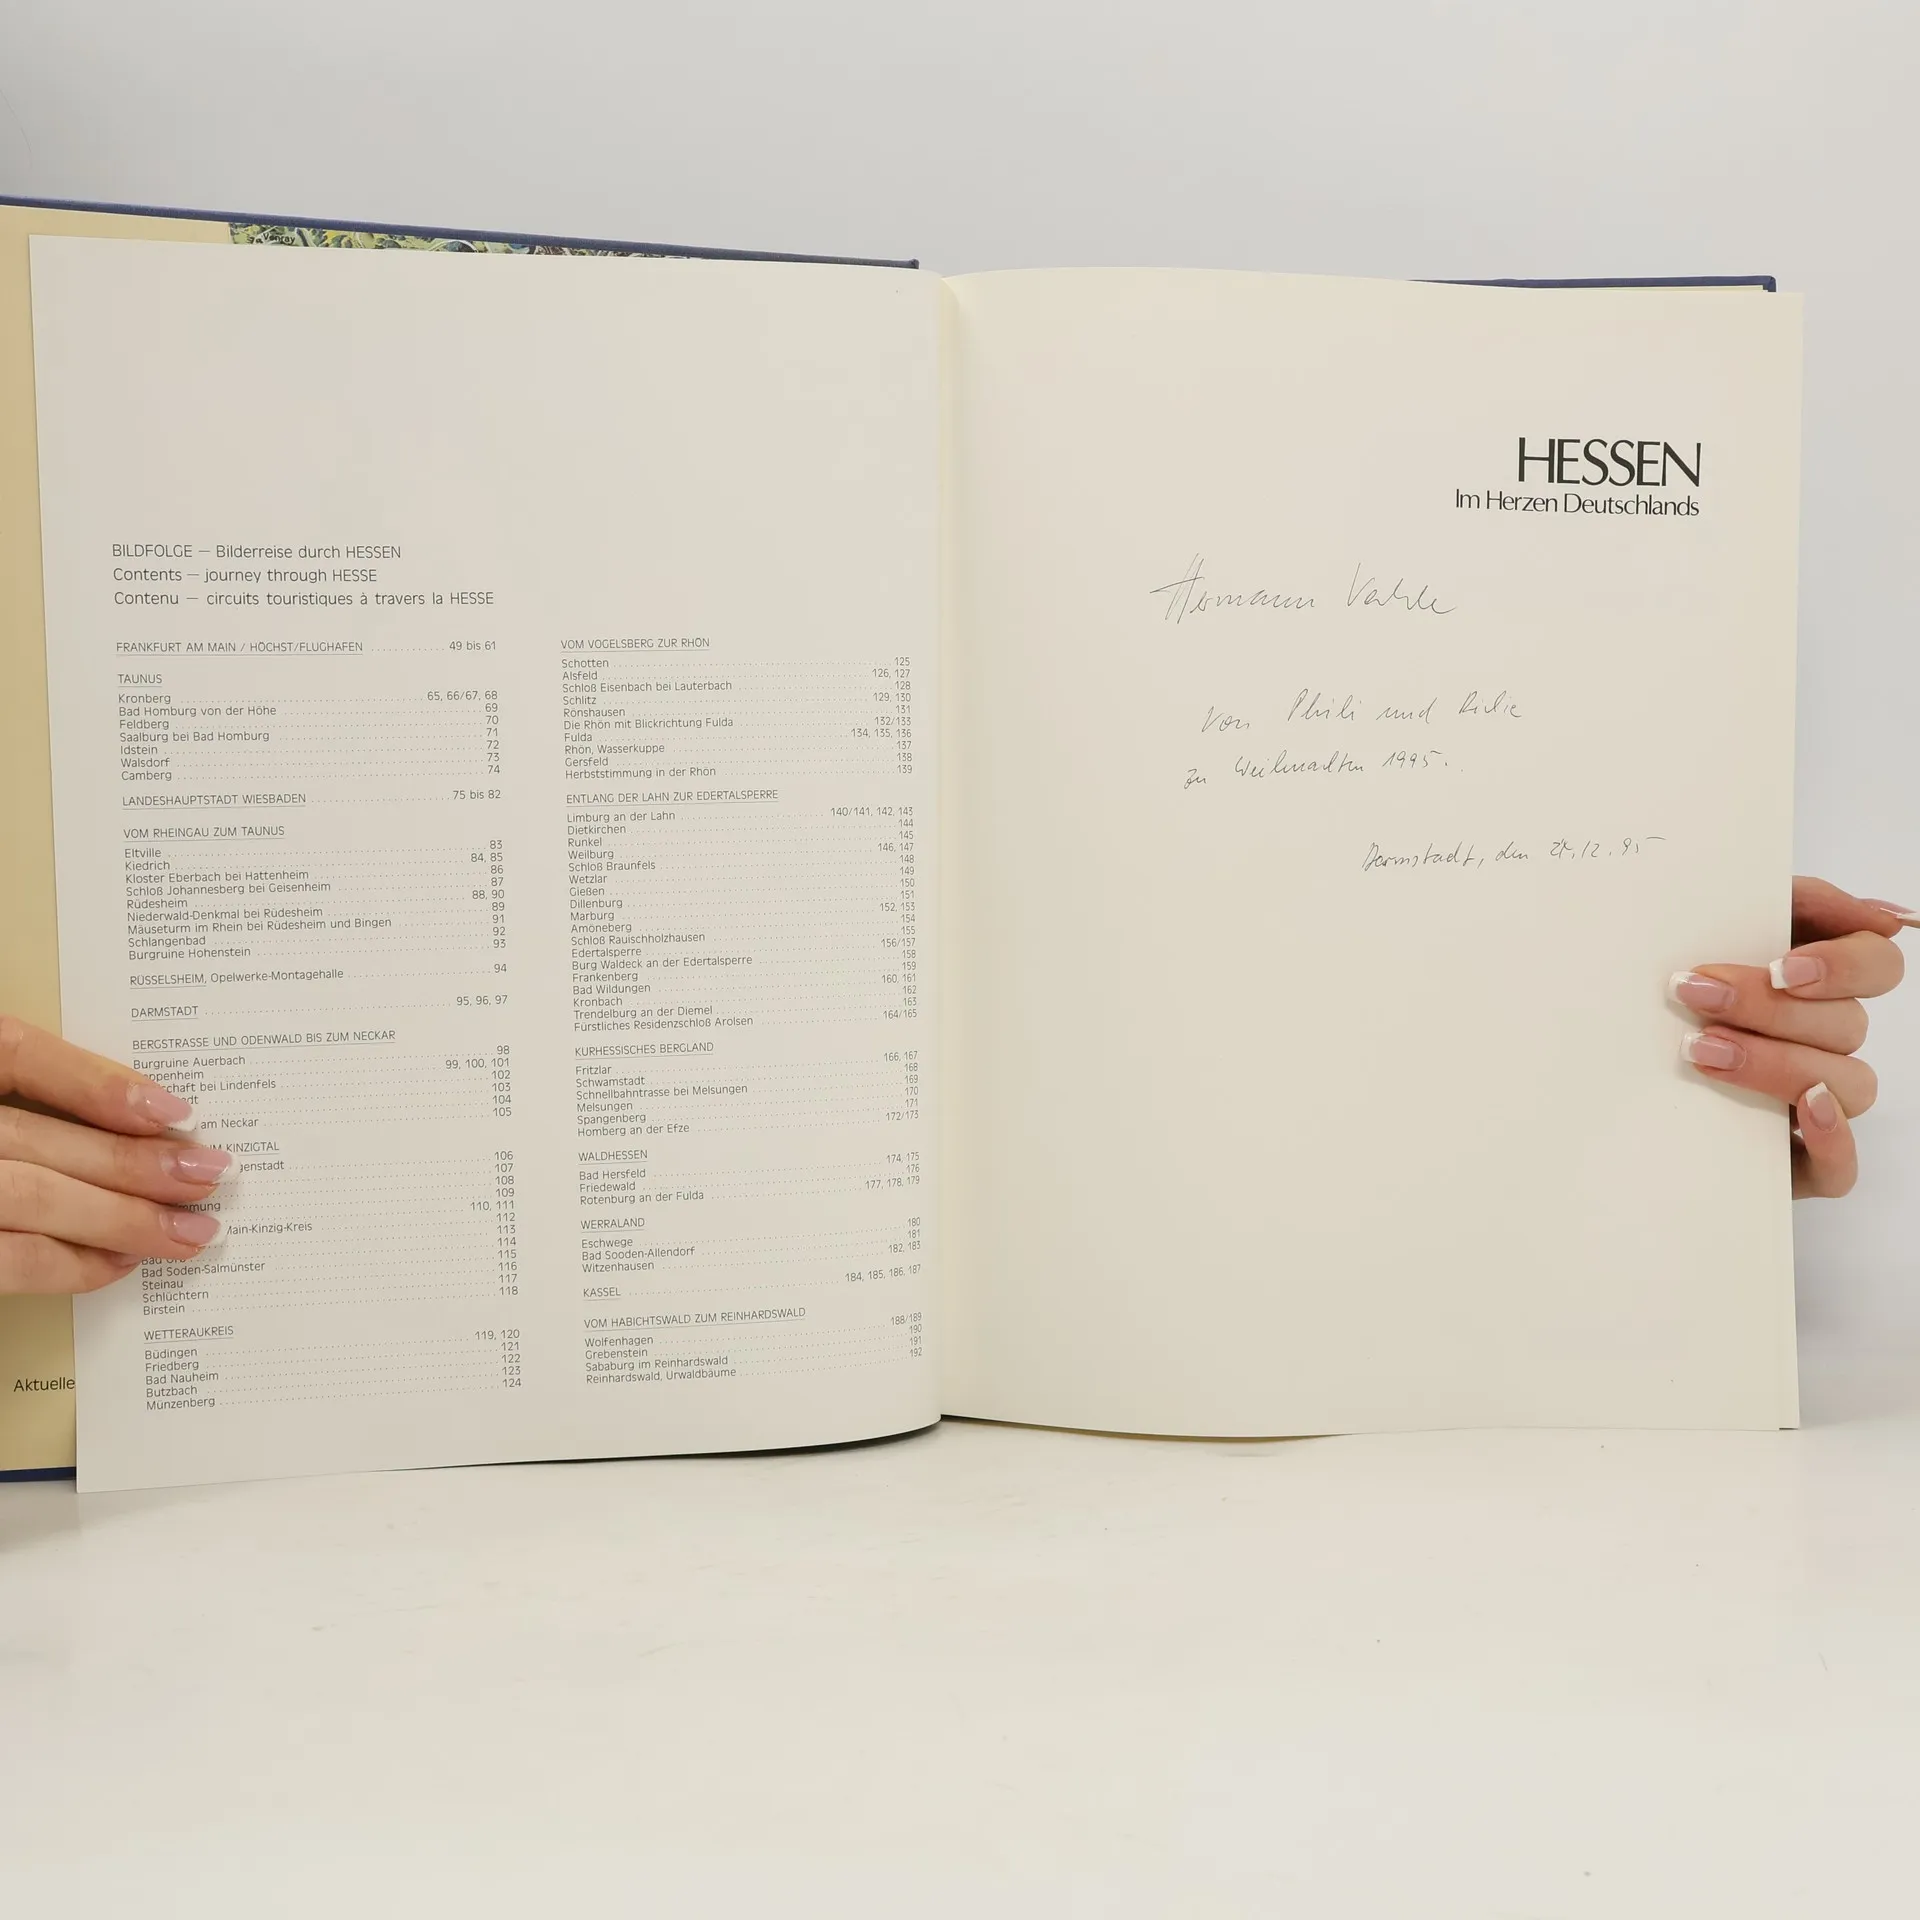 Venray
Aktuelle
BILDFOLGE — Bilderreise durch HESSEN
Contents — journey through HESSE
Contenu — circuits touristiques à travers la HESSE
FRANKFURT AM MAIN / HÖCHST/FLUGHAFEN 49 bis 61
TAUNUS
Kronberg 65, 66/67, 68
Bad Homburg von der Höhe 69
Feldberg 70
Saalburg bei Bad Homburg 71
Idstein 72
Walsdorf 73
Camberg 74
LANDESHAUPTSTADT WIESBADEN 75 bis 82
VOM RHEINGAU ZUM TAUNUS
Eltville 83
Kiedrich 84, 85
Kloster Eberbach bei Hattenheim 86
Schloß Johannesberg bei Geisenheim 87
Rüdesheim 88, 90
Niederwald-Denkmal bei Rüdesheim 89
Mäuseturm im Rhein bei Rüdesheim und Bingen 91
Schlangenbad 92
Burgruine Hohenstein 93
RÜSSELSHEIM, Opelwerke-Montagehalle 94
DARMSTADT 95, 96, 97
BERGSTRASSE UND ODENWALD BIS ZUM NECKAR
Burgruine Auerbach 98
ppenheim 99, 100, 101
schaft bei Lindenfels 102
dt 103
104
am Neckar 105
M KINZIGTAL
genstadt 106
107
108
109
mmung 110, 111
112
Main-Kinzig-Kreis 113
114
Bad Orb 115
Bad Soden-Salmünster 116
Steinau 117
Schlüchtern 118
Birstein
WETTERAUKREIS
Büdingen 119, 120
Friedberg 121
Bad Nauheim 122
Butzbach 123
Münzenberg 124
VOM VOGELSBERG ZUR RHÖN
Schotten 125
Alsfeld 126, 127
Schloß Eisenbach bei Lauterbach 128
Schlitz 129, 130
Rönshausen 131
Die Rhön mit Blickrichtung Fulda 132/133
Fulda 134, 135, 136
Rhön, Wasserkuppe 137
Gersfeld 138
Herbststimmung in der Rhön 139
ENTLANG DER LAHN ZUR EDERTALSPERRE
Limburg an der Lahn 140/141, 142, 143
Dietkirchen 144
Runkel 145
Weilburg 146, 147
Schloß Braunfels 148
Wetzlar 149
Gießen 150
Dillenburg 151
Marburg 152, 153
Amöneberg 154
Schloß Rauischholzhausen 155
Edertalsperre 156/157
Burg Waldeck an der Edertalsperre 158
Frankenberg 159
Bad Wildungen 160, 161
Kronbach 162
Trendelburg an der Diemel 163
Fürstliches Residenzschloß Arolsen 164/165
KURHESSISCHES BERGLAND
Fritzlar 166, 167
Schwamstadt 168
Schnellbahntrasse bei Melsungen 169
Melsungen 170
Spangenberg 171
Homberg an der Efze 172/173
WALDHESSEN
Bad Hersfeld 174, 175
Friedewald 176
Rotenburg an der Fulda 177, 178, 179
WERRALAND
Eschwege 180
Bad Sooden-Allendorf 181
Witzenhausen 182, 183
KASSEL 184, 185, 186, 187
VOM HABICHTSWALD ZUM REINHARDSWALD
Wolfenhagen 188/189
Grebenstein 190
Sababurg im Reinhardswald 191
Reinhardswald, Urwaldbäume 192
HESSEN
Im Herzen Deutschlands
Hermann
Von und
zu Weihnachten 1995.
Darmstadt, den